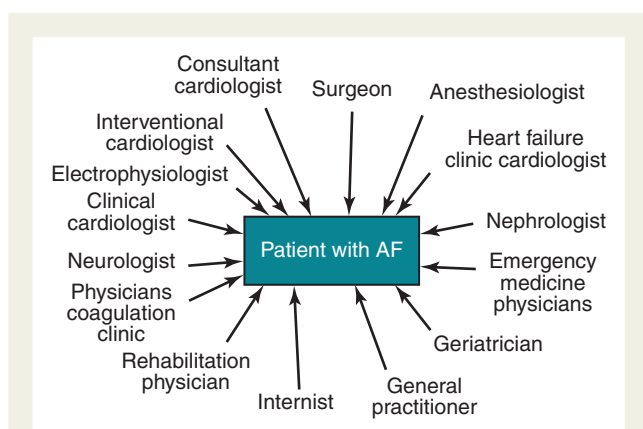 Consultant
cardiologist
Surgeon
Anesthesiologist
Interventional
cardiologist
Heart failure
clinic cardiologist
Electrophysiologist
Clinical
cardiologist
Nephrologist
Patient with AF
Neurologist
Emergency
medicine
physicians
Physicians
coagulation
clinic
Geriatrician
Rehabilitation
physician
Internist
General
practitioner